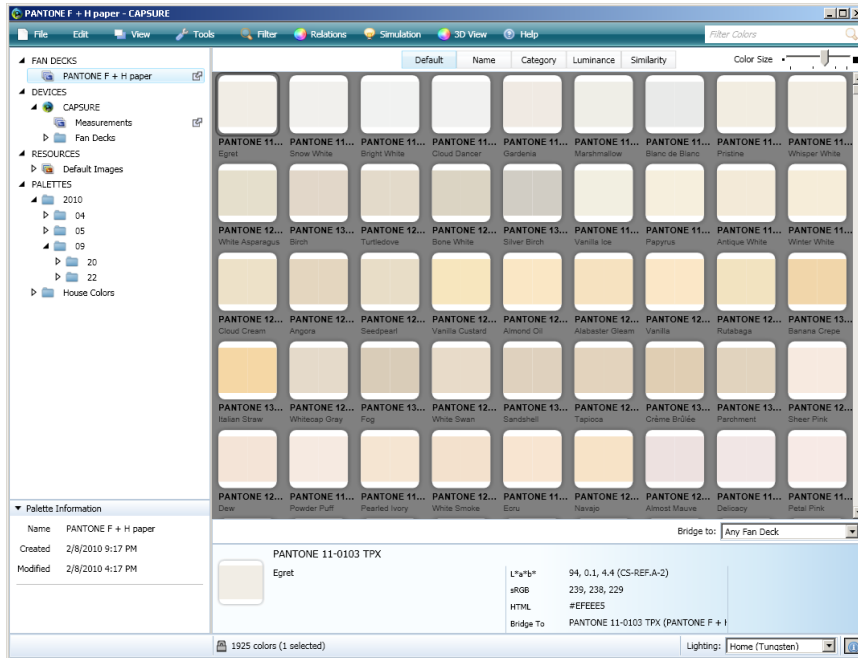 PANTONE F + H paper - CAPSURE
File Edit View Tools Filter Relations Simulation 3D View Help Filter Colors
FAN DECKS
PANTONE F + H paper
DEVICES
CAPSURE
Measurements
Fan Decks
RESOURCES
Default Images
PALETTES
2010
04
05
09
20
22
House Colors
Default Name Category Luminance Similarity Color Size
PANTONE 11... PANTONE 11... PANTONE 11... PANTONE 11... PANTONE 11... PANTONE 11... PANTONE 11... PANTONE 11... PANTONE 11...
Egret Snow White Bright White Cloud Dancer Gardenia Marshmallow Blanc de Blanc Pristine Whisper White
PANTONE 12... PANTONE 13... PANTONE 12... PANTONE 12... PANTONE 13... PANTONE 11... PANTONE 11... PANTONE 11... PANTONE 11...
White Asparagus Birch Turtledove Bone White Silver Birch Vanilla Ice Papyrus Antique White Winter White
PANTONE 12... PANTONE 12... PANTONE 12... PANTONE 12... PANTONE 12... PANTONE 12... PANTONE 12... PANTONE 12... PANTONE 13...
Cloud Cream Angora Seedpearl Vanilla Custard Almond Oil Alabaster Gleam Vanilla Rutabaga Banana Crepe
PANTONE 13... PANTONE 12... PANTONE 13... PANTONE 12... PANTONE 13... PANTONE 12... PANTONE 13... PANTONE 13... PANTONE 12...
Italian Straw Whitecap Gray Fog White Swan Sandshell Tapioca Crème Brûlée Parchment Sheer Pink
PANTONE 12... PANTONE 11... PANTONE 11... PANTONE 12... PANTONE 11... PANTONE 12... PANTONE 12... PANTONE 11... PANTONE 11...
Dew Powder Puff Pearled Ivory White Smoke Ecru Navajo Almost Mauve Delicacy Petal Pink
Palette Information
Name PANTONE F + H paper
Created 2/8/2010 9:17 PM
Modified 2/8/2010 4:17 PM
Bridge to: Any Fan Deck
PANTONE 11-0103 TPX
Egret
L*a*b* 94, 0.1, 4.4 (CS-REF.A-2)
sRGB 239, 238, 229
HTML #EFEEE5
Bridge To PANTONE 11-0103 TPX (PANTONE F + H
1925 colors (1 selected)
Lighting: Home (Tungsten)